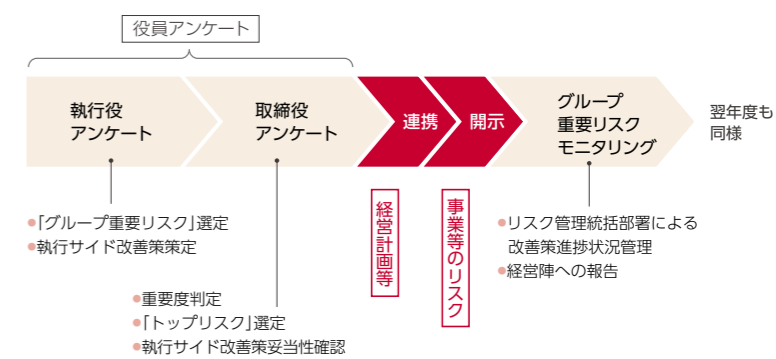 役員アンケート
執行役
アンケート
取締役
アンケート
連携
開示
グループ
重要リスク
モニタリング
翌年度も
同様
●「グループ重要リスク」選定
●執行サイド改善策策定
●重要度判定
●「トップリスク」選定
●執行サイド改善策妥当性確認
経営計画等
事業等のリスク
●リスク管理統括部署による
改善策進捗状況管理
●経営陣への報告